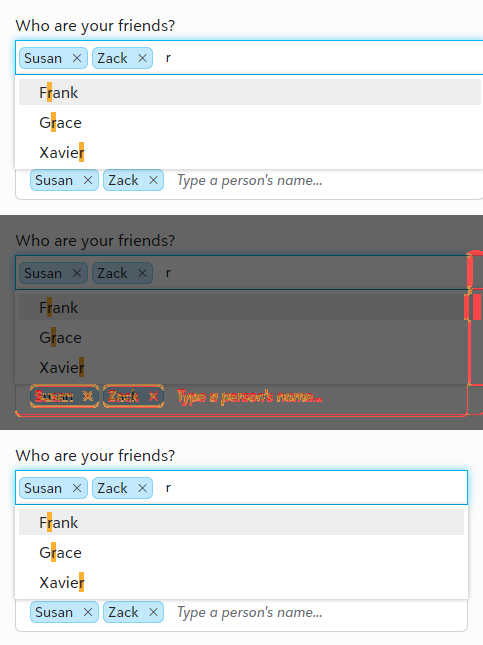 Who are your friends?
Susan × Zack × r
Frank
Grace
Xavier
Susan × Zack × Type a person's name...
Who are your friends?
Susan × Zack × r
Frank
Grace
Xavier
Susan × Zack × Type a person's name...
Who are your friends?
Susan × Zack × r
Frank
Grace
Xavier
Susan × Zack × Type a person's name...